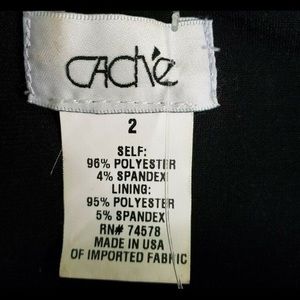 CAChé
2
SELF:
96% POLYESTER
4% SPANDEX
LINING:
95% POLYESTER
5% SPANDEX
RN# 74578
MADE IN USA
OF IMPORTED FABRIC